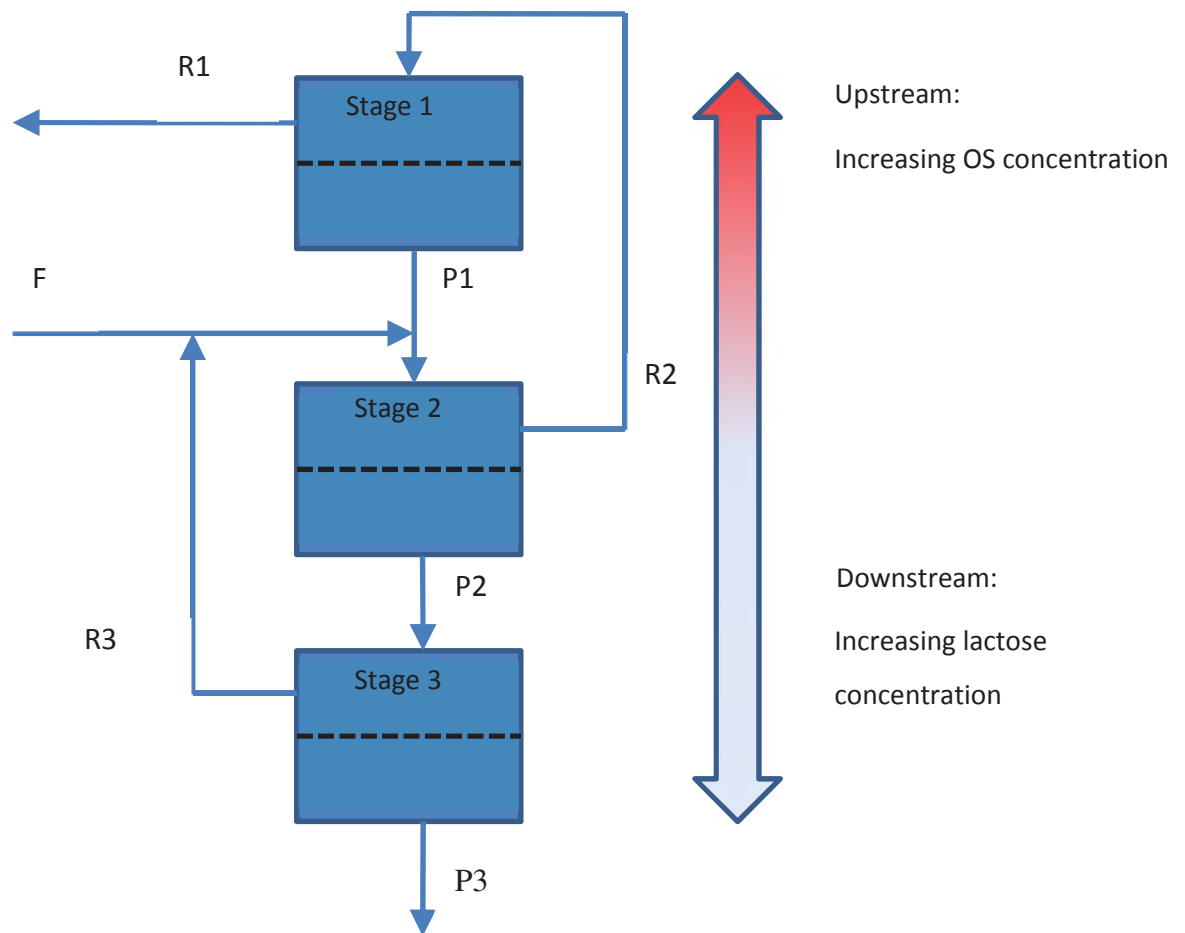 R1
Stage 1
Upstream:
Increasing OS concentration
F
P1
R2
Stage 2
P2
Downstream:
R3
Increasing lactose
Stage 3
concentration
P3